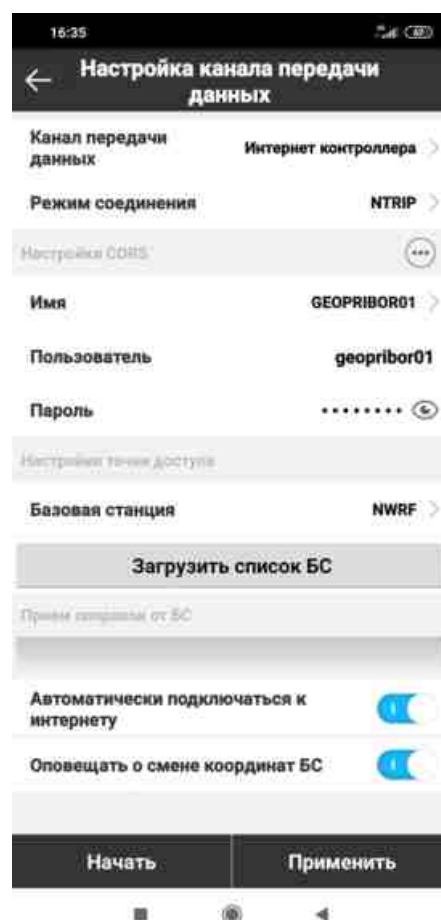 16:35
Настройка канала передачи
данных
Канал передачи
данных
Интернет контроллера
Режим соединения
NTRIP
Настройки CORS
Имя
GEOPRIBOR01
Пользователь
geopribor01
Пароль
Настройки точки доступа
Базовая станция
NWRF
Загрузить список БС
Прием поправок от БС
Автоматически подключаться к
интернету
Оповещать о смене координат БС
Начать
Применить